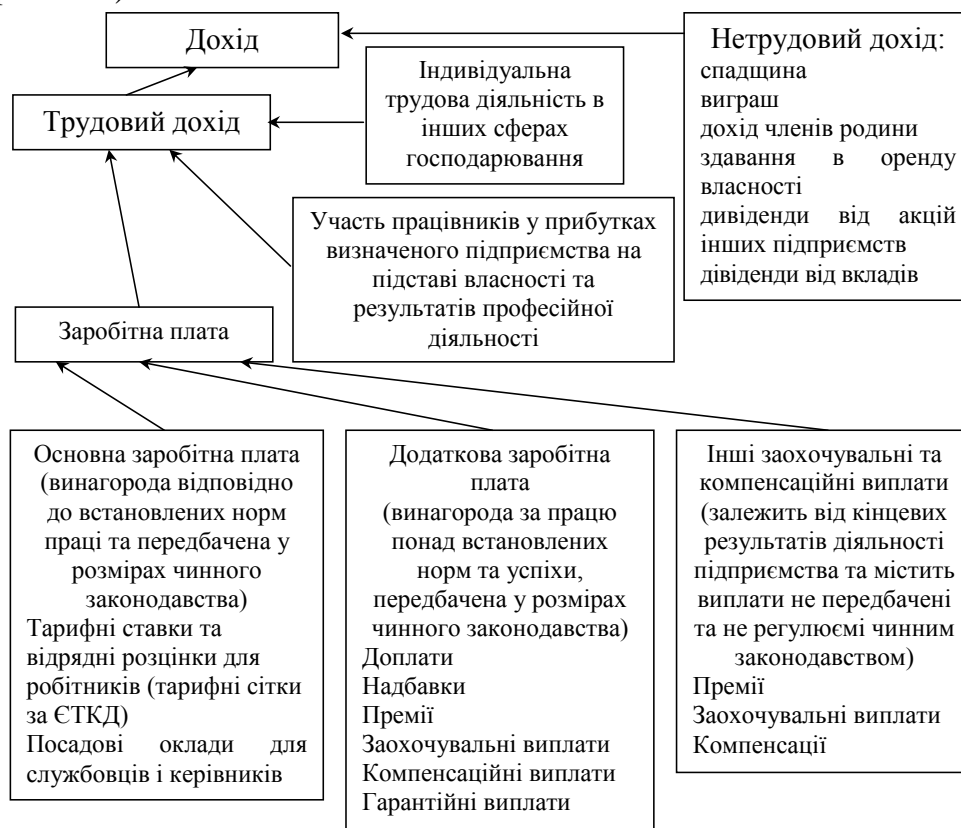 Дохід
Нетрудовий дохід:
спадщина
виграш
дохід членів родини
здавання в оренду
власності
дивіденди від акцій
інших підприємств
дівіденди від вкладів
Індивідуальна
трудова діяльність в
інших сферах
господарювання
Трудовий дохід
Участь працівників у прибутках
визначеного підприємства на
підставі власності та
результатів професійної
діяльності
Заробітна плата
Основна заробітна плата
(винагорода відповідно
до встановлених норм
праці та передбачена у
розмірах чинного
законодавства)
Тарифні ставки та
відрядні розцінки для
робітників (тарифні сітки
за ЄТКД)
Посадові оклади для
службовців і керівників
Додаткова заробітна
плата
(винагорода за працю
понад встановлених
норм та успіхи,
передбачена у розмірах
чинного законодавства)
Доплати
Надбавки
Премії
Заохочувальні виплати
Компенсаційні виплати
Гарантійні виплати
Інші заохочувальні та
компенсаційні виплати
(залежить від кінцевих
результатів діяльності
підприємства та містить
виплати не передбачені
та не регулюємі чинним
законодавством)
Премії
Заохочувальні виплати
Компенсації